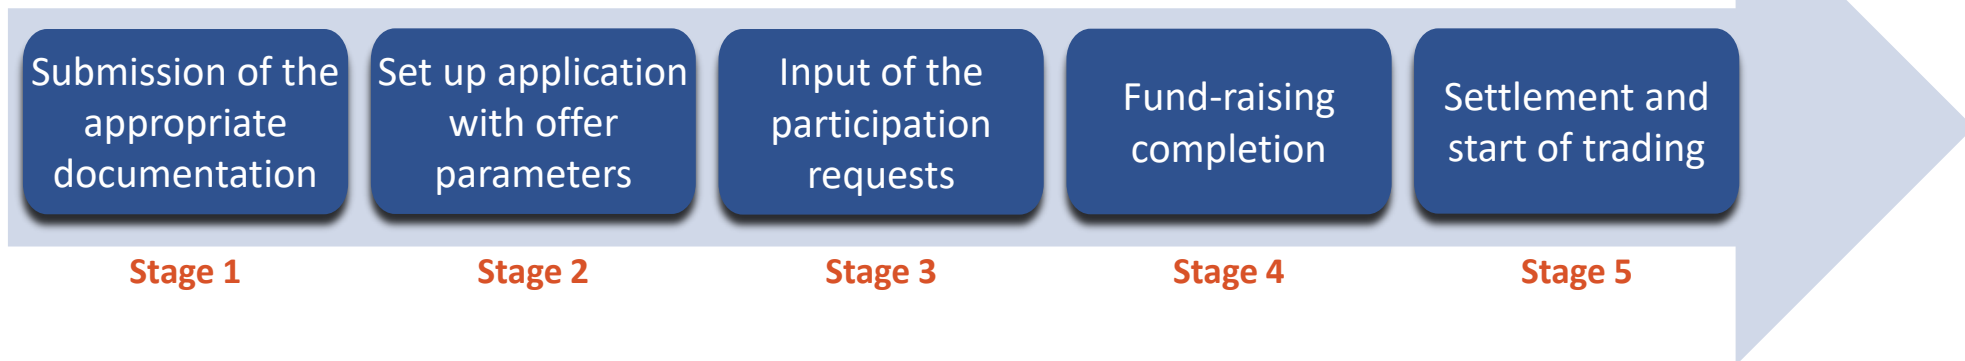 Submission of the
appropriate
documentation
Set up application
with offer
parameters
Input of the
participation
requests
Fund-raising
completion
Settlement and
start of trading
Stage 1
Stage 2
Stage 3
Stage 4
Stage 5